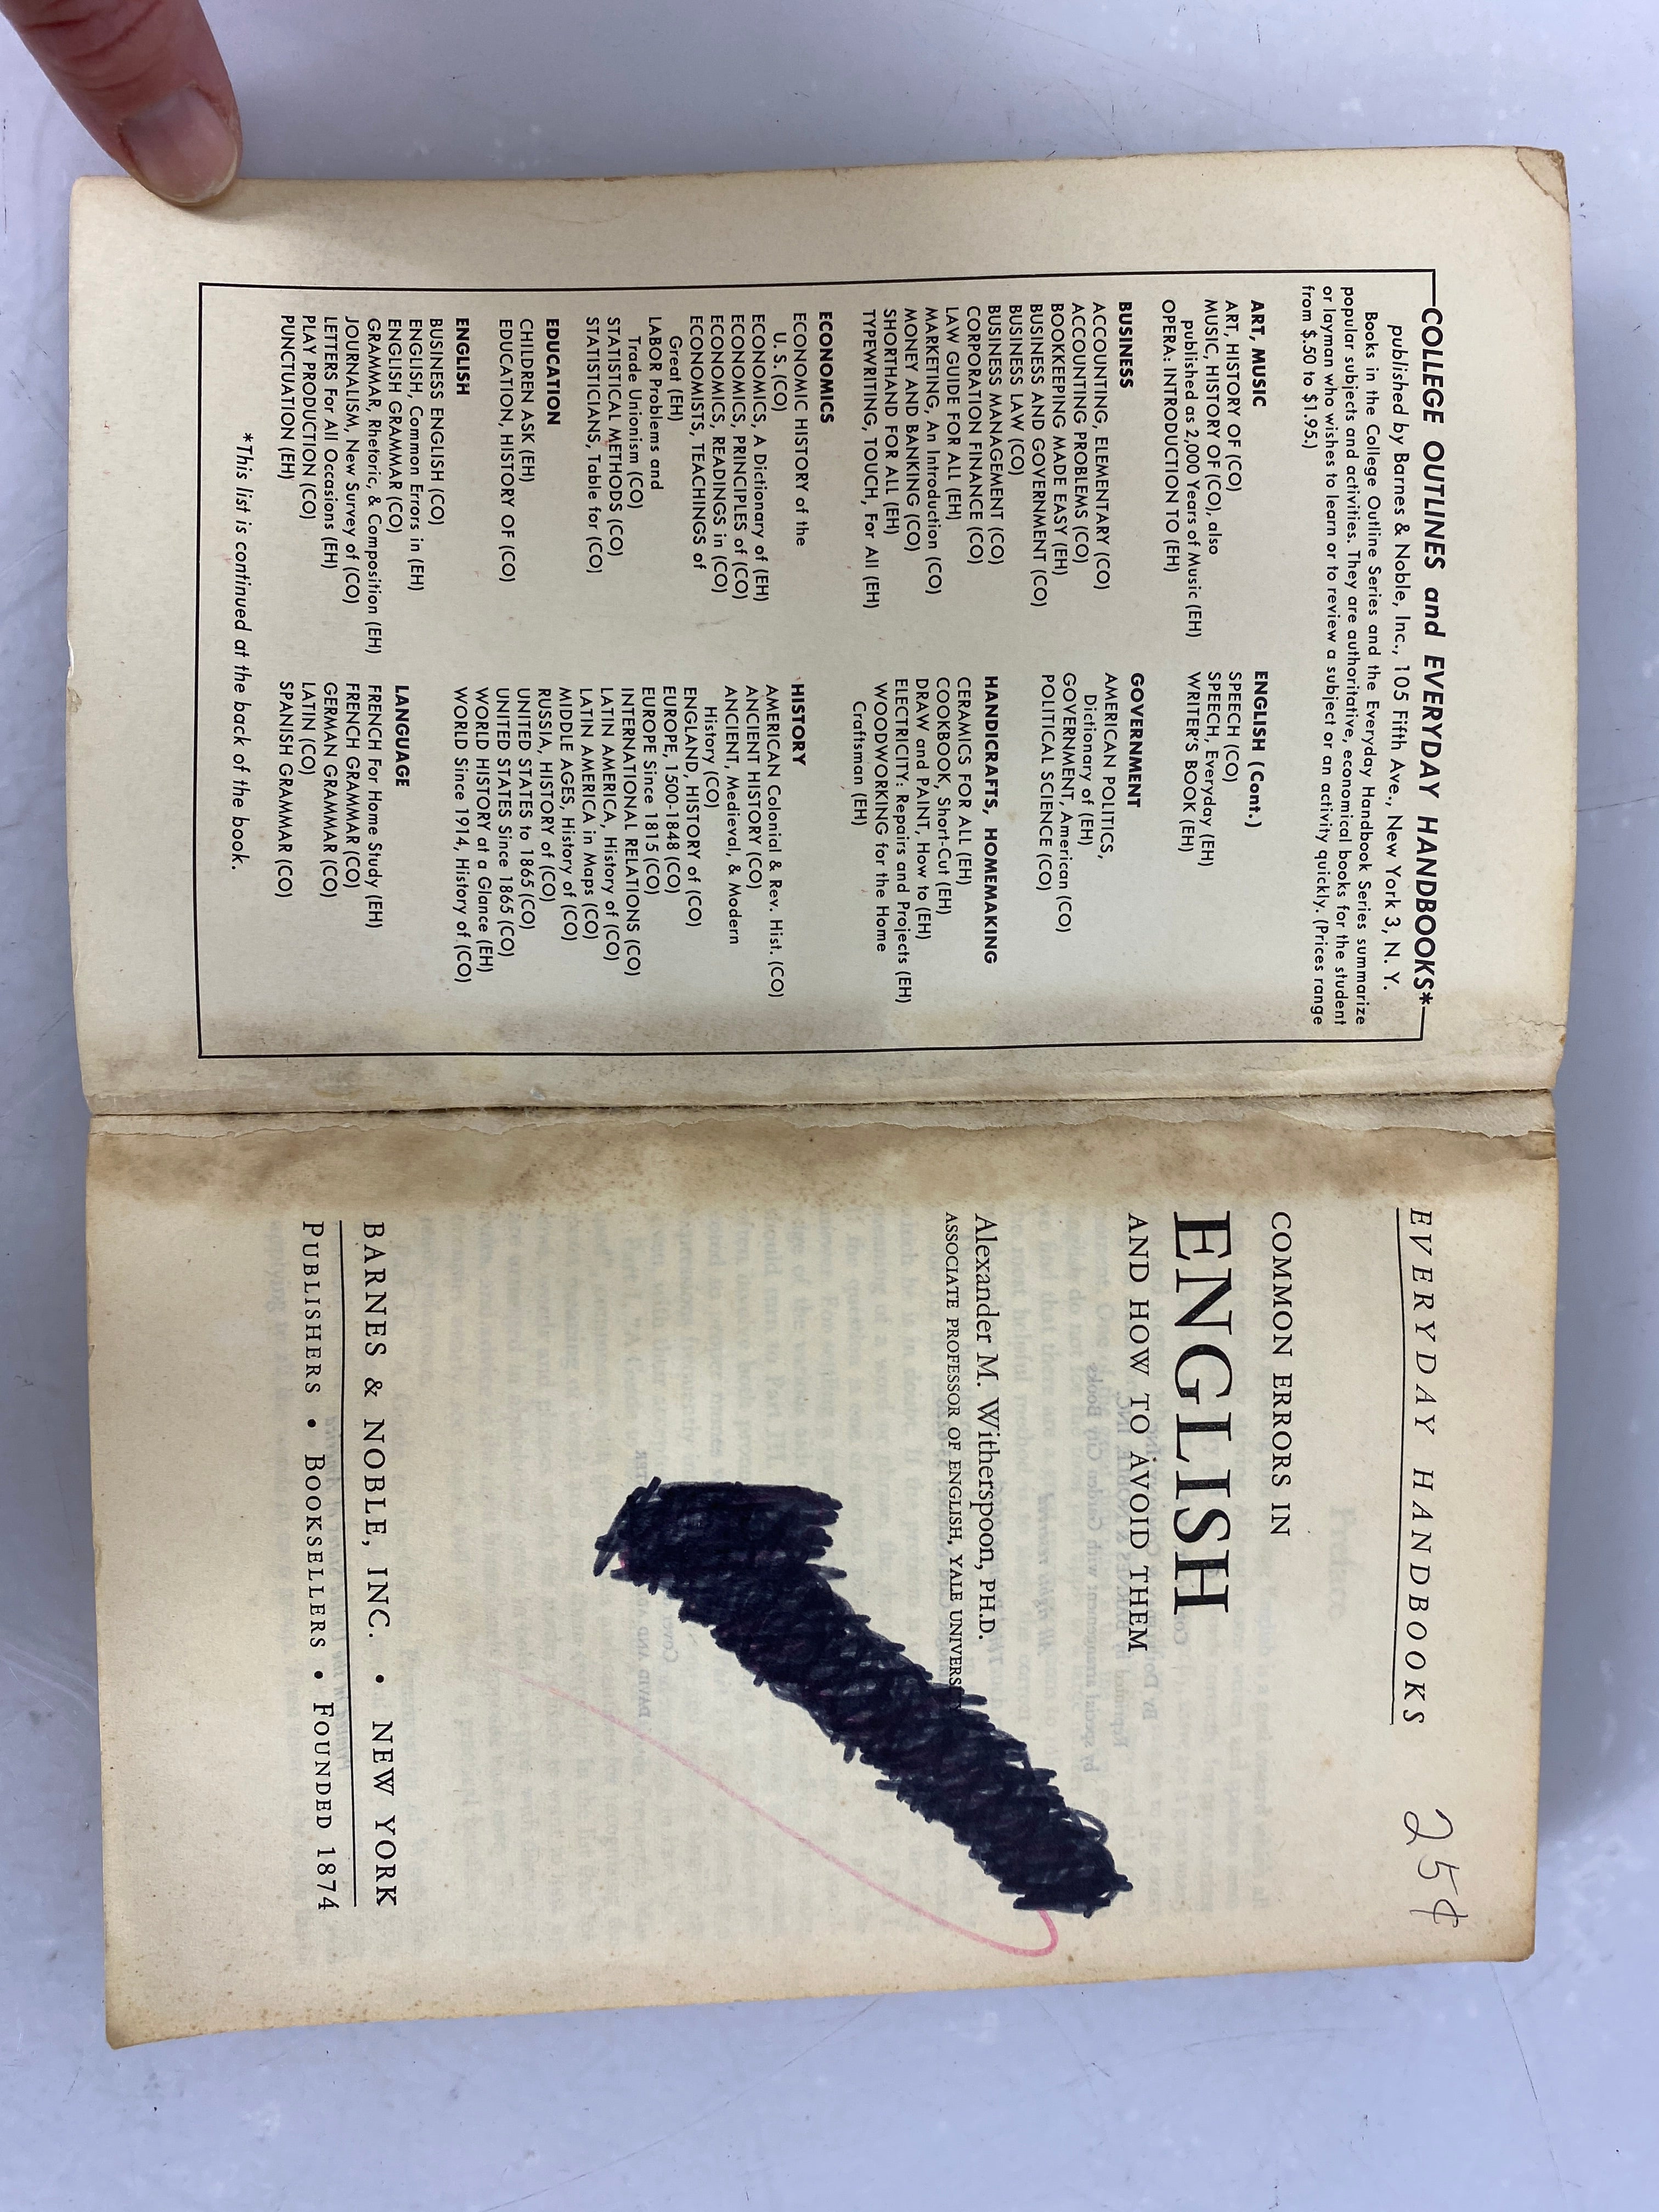 COLLEGE OUTLINES and EVERYDAY HANDBOOKS*
published by Barnes & Noble, Inc., 105 Fifth Ave., New York 3, N. Y.
Books in the College Outline Series and the Everyday Handbook Series summarize
popular subjects and activities. They are authoritative, economical books for the student
or layman who wishes to learn or to review a subject or an activity quickly. (Prices range
from $.50 to $1.95.)
ART, MUSIC
ART, HISTORY OF (CO)
MUSIC, HISTORY OF (CO), also
published as 2,000 Years of Music (EH)
OPERA: INTRODUCTION TO (EH)
BUSINESS
ACCOUNTING, ELEMENTARY (CO)
ACCOUNTING PROBLEMS (CO)
BOOKKEEPING MADE EASY (EH)
BUSINESS AND GOVERNMENT (CO)
BUSINESS LAW (CO)
BUSINESS MANAGEMENT (CO)
CORPORATION FINANCE (CO)
LAW GUIDE FOR ALL (EH)
MARKETING, An Introduction (CO)
MONEY AND BANKING (CO)
SHORTHAND FOR ALL (EH)
TYPEWRITING, TOUCH, For All (EH)
ECONOMICS
ECONOMIC HISTORY of the
U. S. (CO)
ECONOMICS, A Dictionary of (EH)
ECONOMICS, PRINCIPLES of (CO)
ECONOMICS, READINGS in (CO)
ECONOMISTS, TEACHINGS of
Great (EH)
LABOR Problems and
Trade Unionism (CO)
STATISTICAL METHODS (CO)
STATISTICIANS, Table for (CO)
EDUCATION
CHILDREN ASK (EH)
EDUCATION, HISTORY OF (CO)
ENGLISH
BUSINESS ENGLISH (CO)
ENGLISH, Common Errors in (EH)
ENGLISH GRAMMAR (CO)
GRAMMAR, Rhetoric, & Composition (EH)
JOURNALISM, New Survey of (CO)
LETTERS For All Occasions (EH)
PLAY PRODUCTION (CO)
PUNCTUATION (EH)
ENGLISH (Cont.)
SPEECH (CO)
SPEECH, Everyday (EH)
WRITER'S BOOK (EH)
GOVERNMENT
AMERICAN POLITICS,
Dictionary of (EH)
GOVERNMENT, American (CO)
POLITICAL SCIENCE (CO)
HANDICRAFTS, HOMEMAKING
CERAMICS FOR ALL (EH)
COOKBOOK, Short-Cut (EH)
DRAW and PAINT, How to (EH)
ELECTRICITY: Repairs and Projects (EH)
WOODWORKING for the Home
Craftsman (EH)
HISTORY
AMERICAN Colonial & Rev. Hist. (CO)
ANCIENT HISTORY (CO)
ANCIENT, Medieval, & Modern
History (CO)
ENGLAND, HISTORY of (CO)
EUROPE, 1500-1848 (CO)
EUROPE Since 1815 (CO)
INTERNATIONAL RELATIONS (CO)
LATIN AMERICA, History of (CO)
LATIN AMERICA in Maps (CO)
MIDDLE AGES, History of (CO)
RUSSIA, HISTORY of (CO)
UNITED STATES to 1865 (CO)
UNITED STATES Since 1865 (CO)
WORLD HISTORY at a Glance (EH)
WORLD Since 1914, History of (CO)
LANGUAGE
FRENCH For Home Study (EH)
FRENCH GRAMMAR (CO)
GERMAN GRAMMAR (CO)
LATIN (CO)
SPANISH GRAMMAR (CO)
*This list is continued at the back of the book.
EVERYDAY HANDBOOKS 25¢
COMMON ERRORS IN
ENGLISH
AND HOW TO AVOID THEM
Alexander M. Witherspoon, PH.D.
ASSOCIATE PROFESSOR OF ENGLISH, YALE UNIVERS
BARNES & NOBLE, INC. • NEW YORK
PUBLISHERS • BOOKSELLERS • FOUNDED 1874